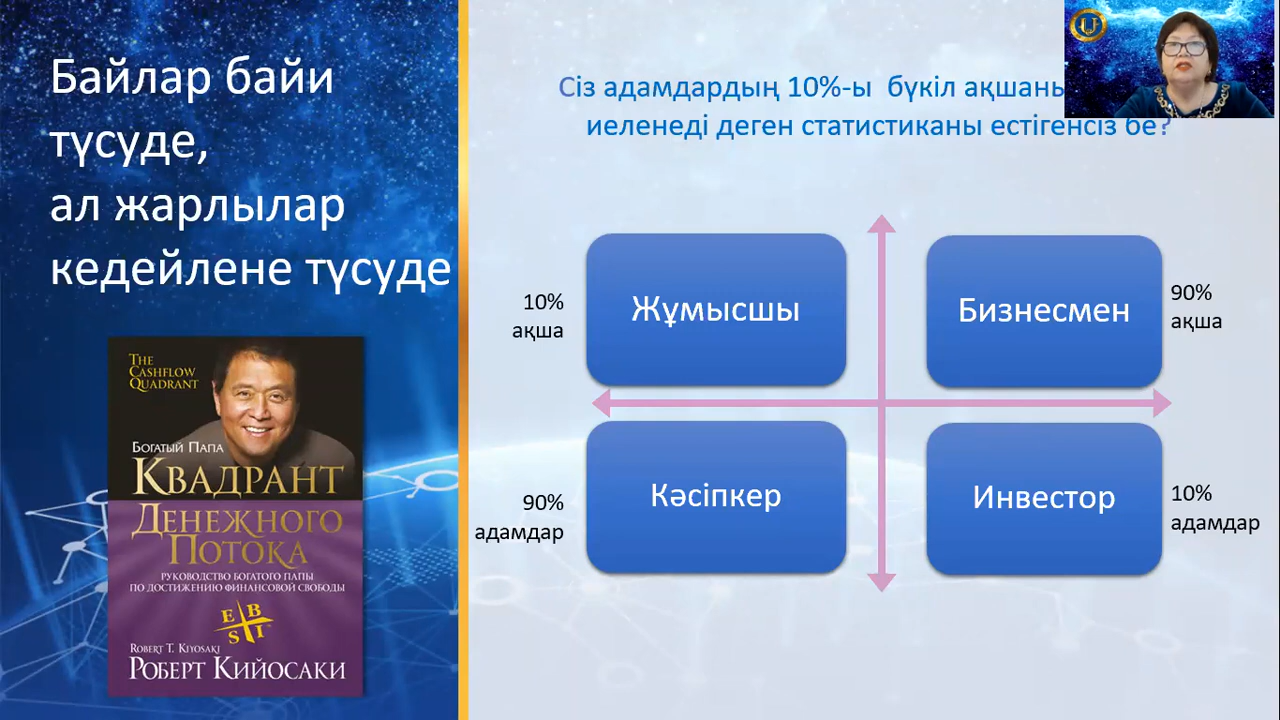 Байлар байи
түсуде,
ал жарлылар
кедейлене түсуде
THE
CASHFLOW
QUADRANT
БОГАТЫЙ ПАПА
КВАДРАНТ
ДЕНЕЖНОГО
ПОТОКА
РУКОВОДСТВО БОГАТОГО ПАПЫ
ПО ДОСТИЖЕНИЮ ФИНАНСОВОЙ СВОБОДЫ
E B
S I
ROBERT T. KIYOSAKI
РОБЕРТ КИЙОСАКИ
Сіз адамдардың 10%-ы бүкіл
иеленеді деген статистиканы естігенсіз бе?
10%
ақша
Жұмысшы
Бизнесмен
90%
ақша
90%
адамдар
Кәсіпкер
Инвестор
10%
адамдар
U